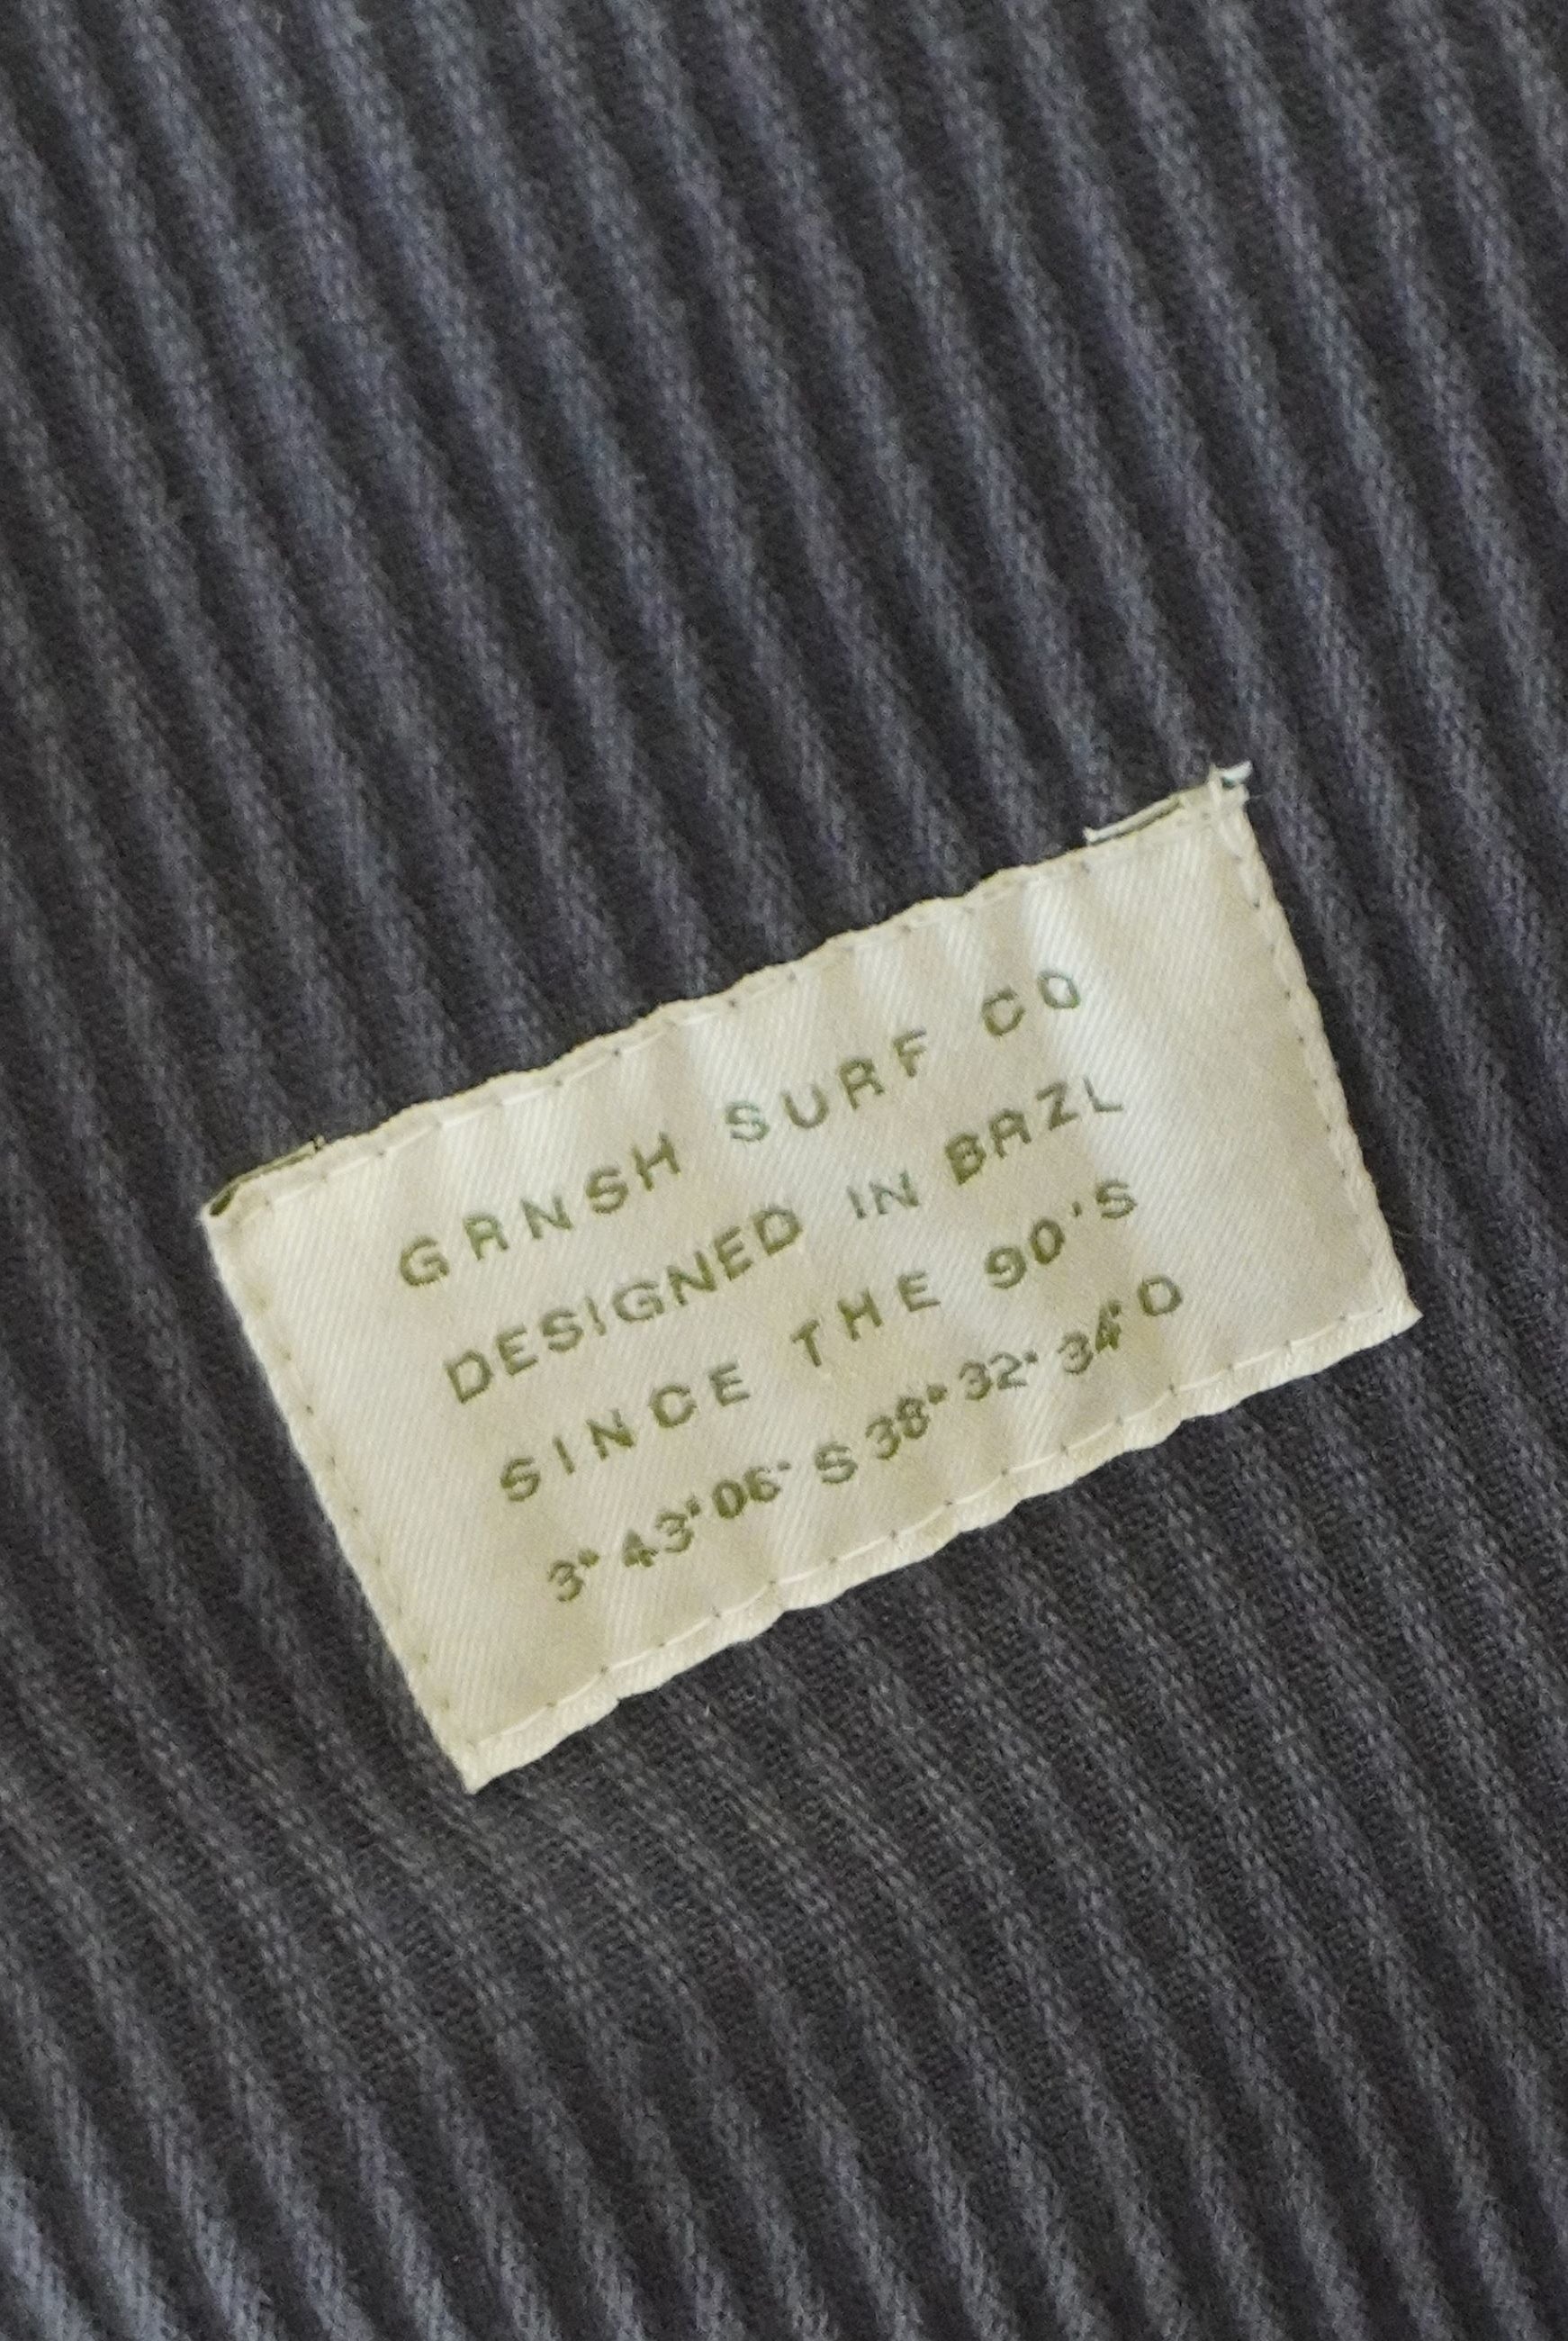 GRNSH SURF CO
DESIGNED IN BRZL
SINCE THE 90'S
3° 43' 06" S 38° 32' 34" O